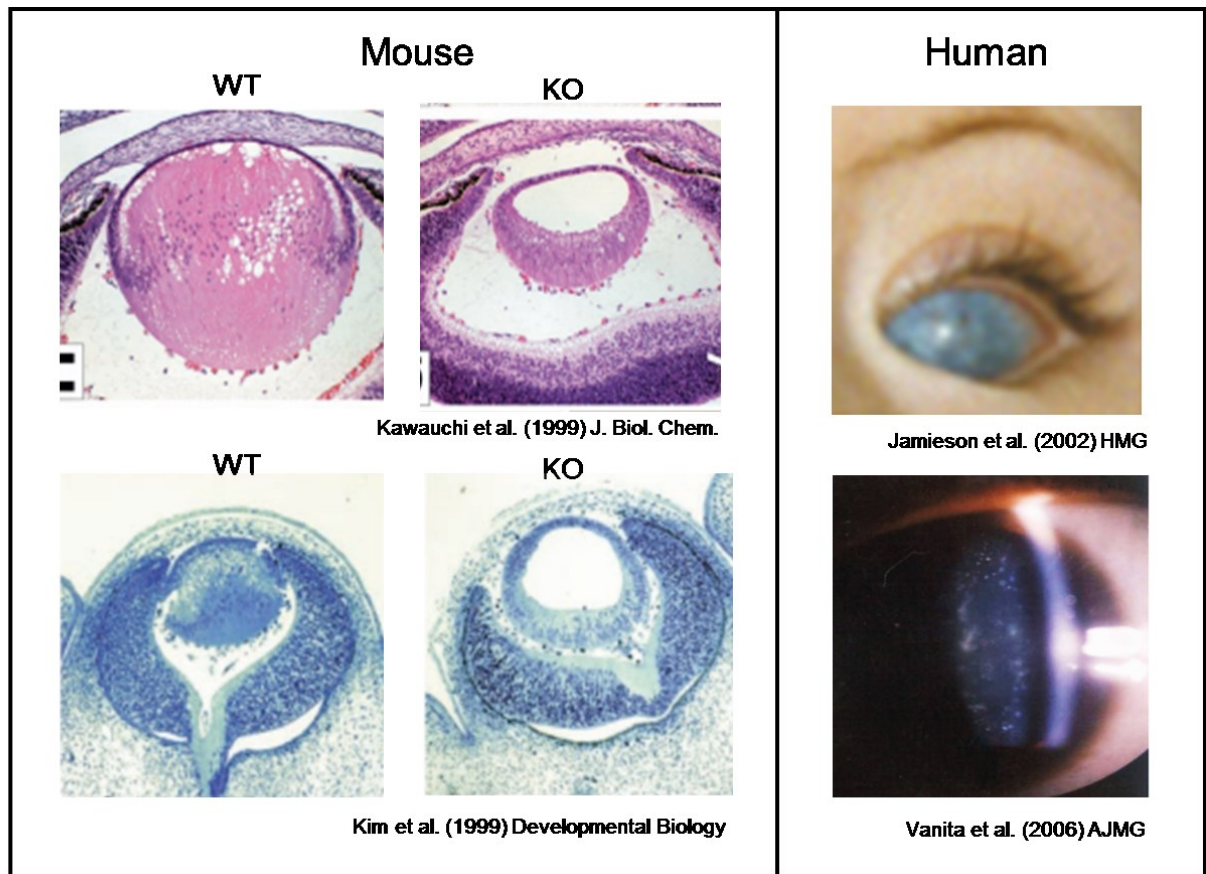 Mouse
WT
KO
Kawauchi et al. (1999) J. Biol. Chem.
WT
KO
Kim et al. (1999) Developmental Biology
Human
Jamieson et al. (2002) HMG
Vanita et al. (2006) AJMG